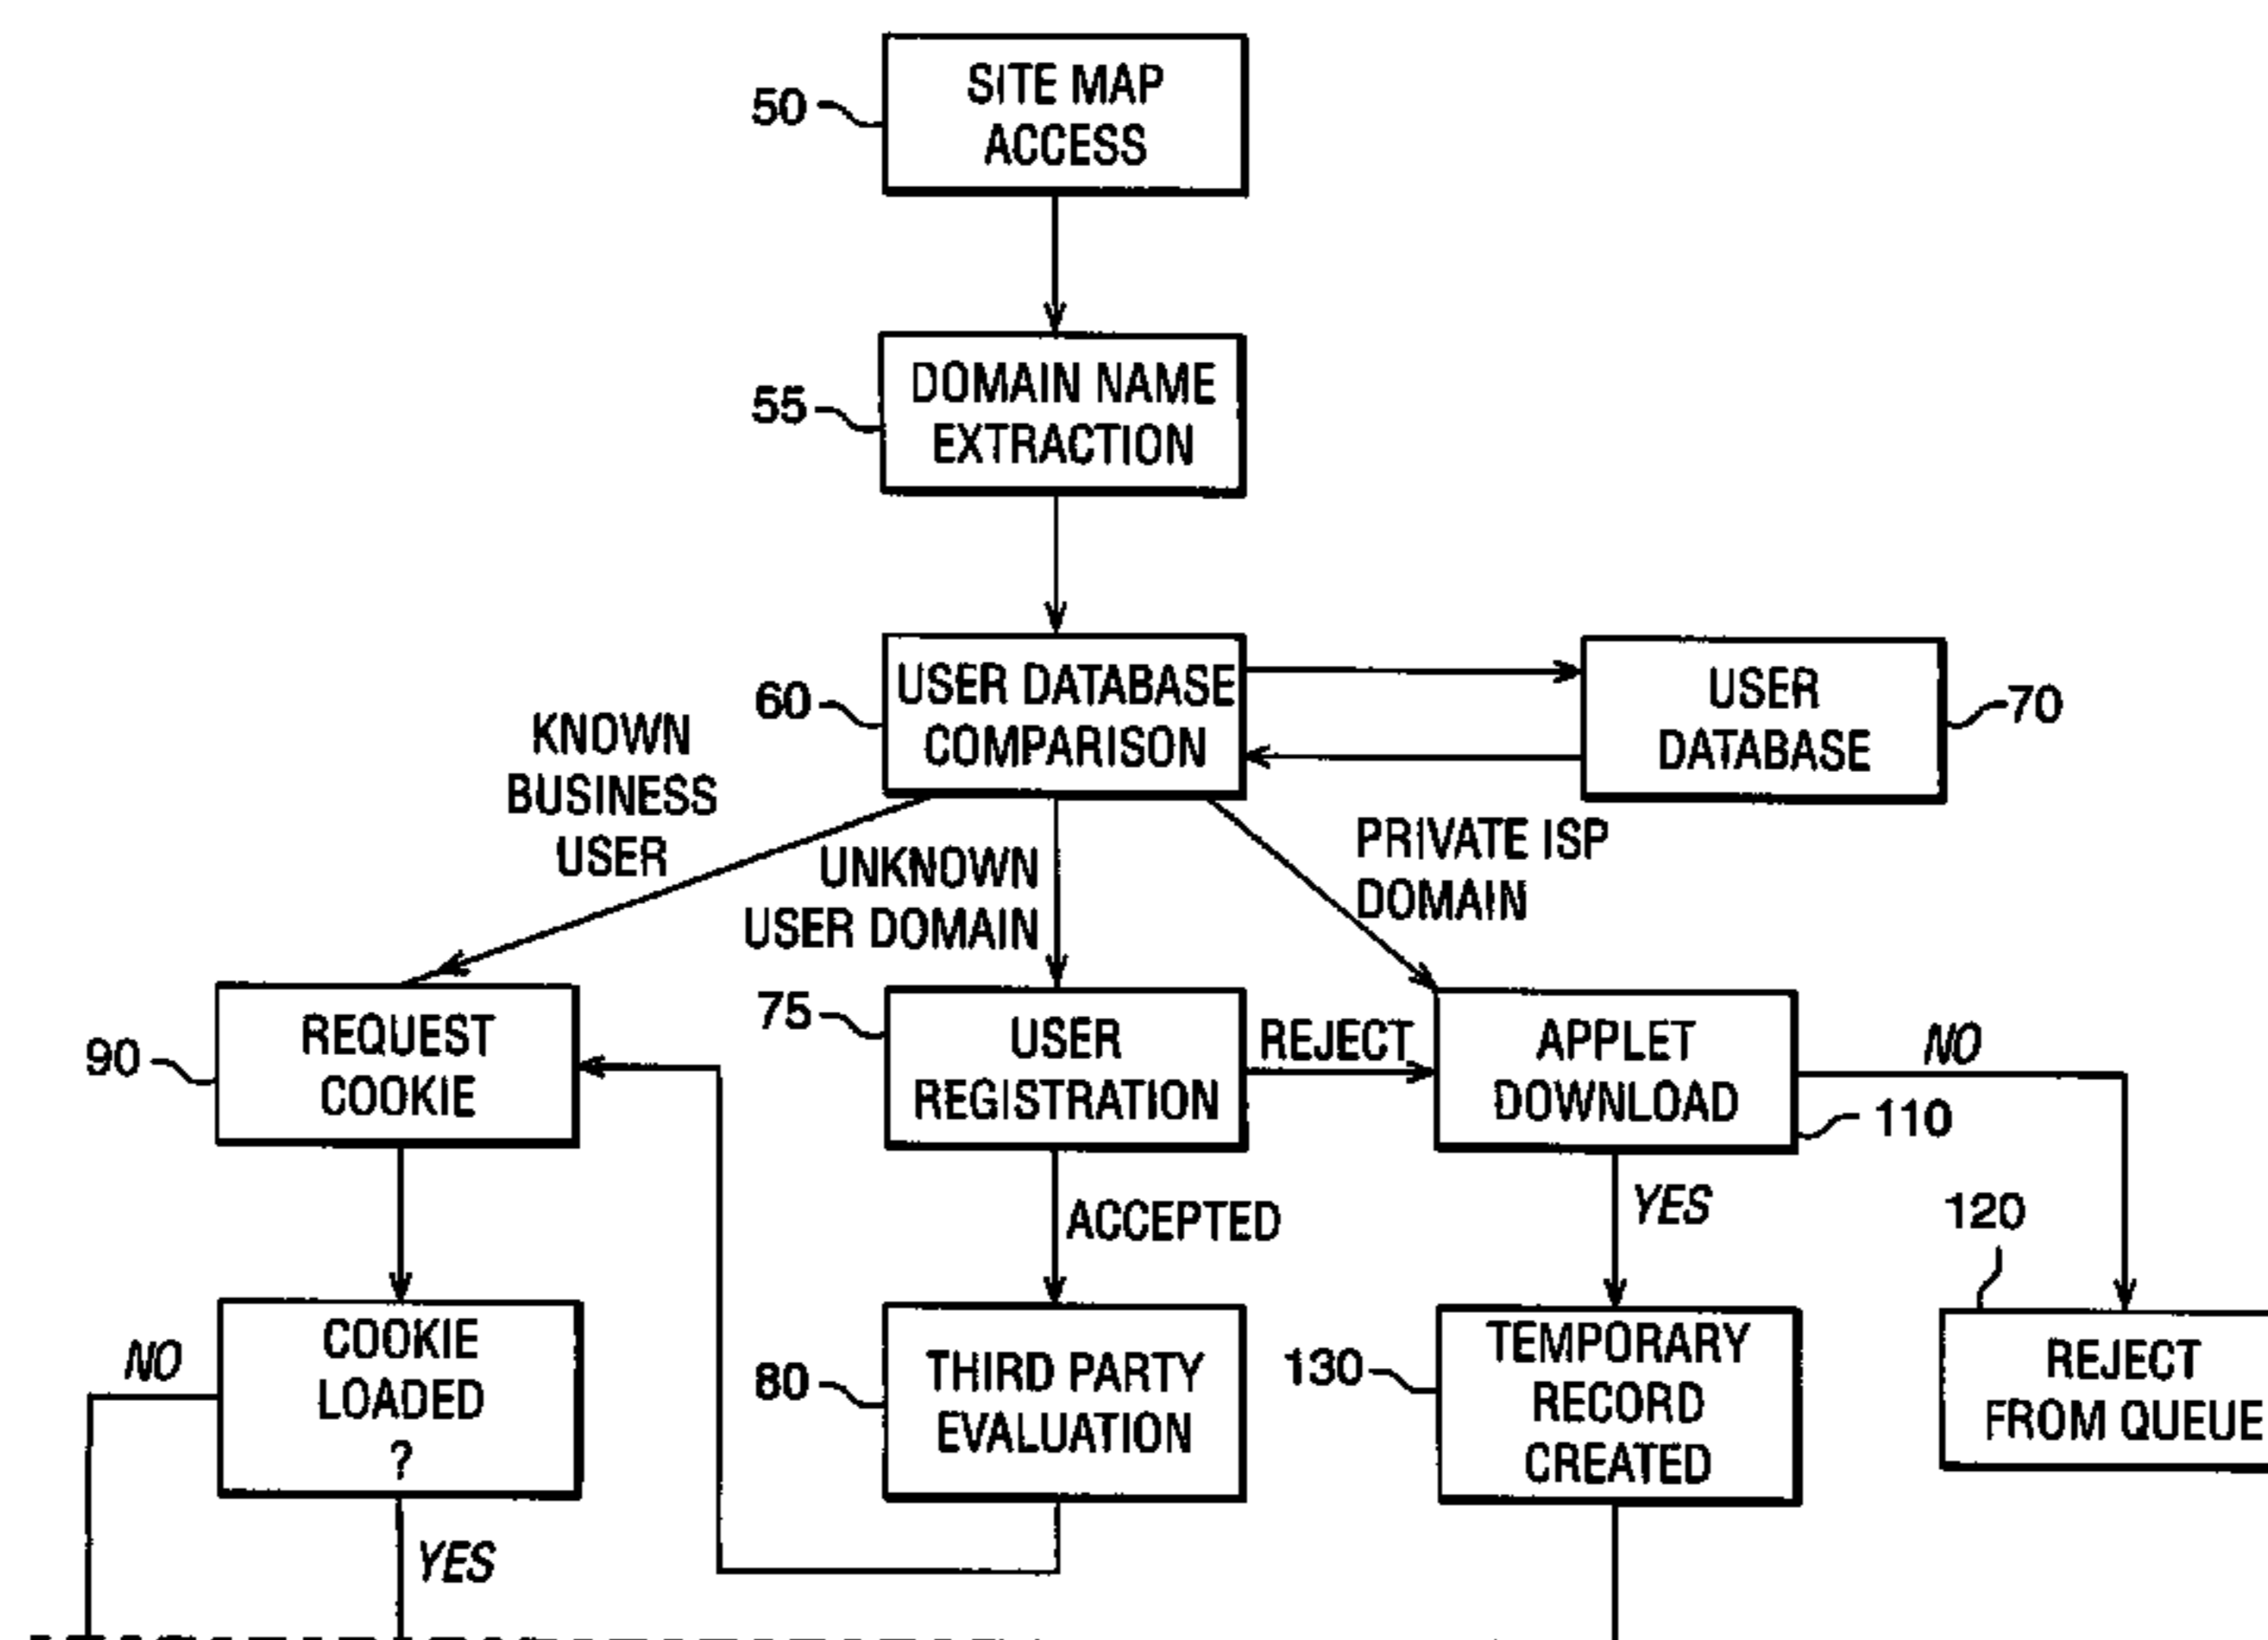 50
SITE MAP
ACCESS
55
DOMAIN NAME
EXTRACTION
60
USER DATABASE
COMPARISON
USER
DATABASE
70
KNOWN
BUSINESS
USER
UNKNOWN
USER DOMAIN
PRIVATE ISP
DOMAIN
90
REQUEST
COOKIE
75
USER
REGISTRATION
REJECT
APPLET
DOWNLOAD
110
NO
ACCEPTED
YES
120
NO
COOKIE
LOADED
?
YES
80
THIRD PARTY
EVALUATION
130
TEMPORARY
RECORD
CREATED
REJECT
FROM QUEUE